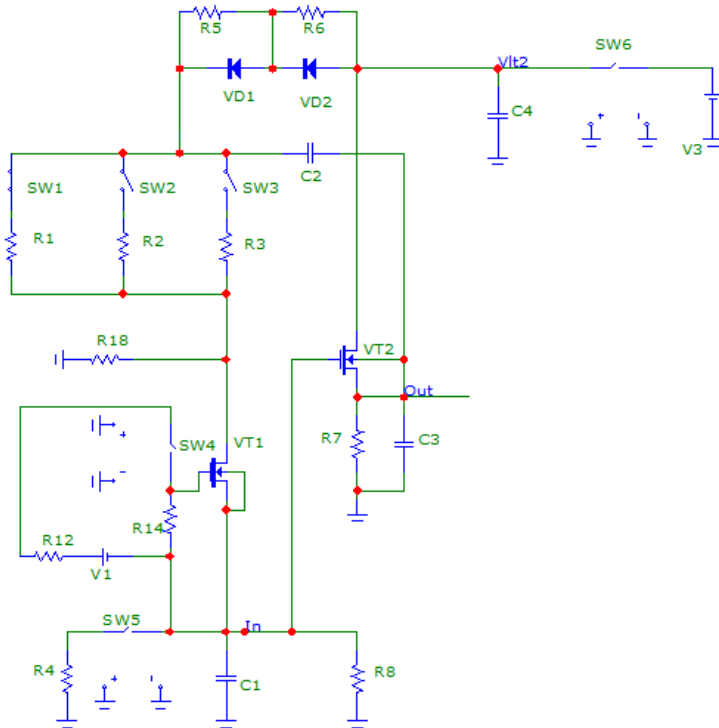 R5 R6
VD1 VD2
Vlt2
SW6
C4
V3
C2
SW1 SW2 SW3
R1 R2 R3
R18
VT2
Out
R7 C3
SW4 VT1
R14
R12
V1
SW5
In
R4
C1
R8